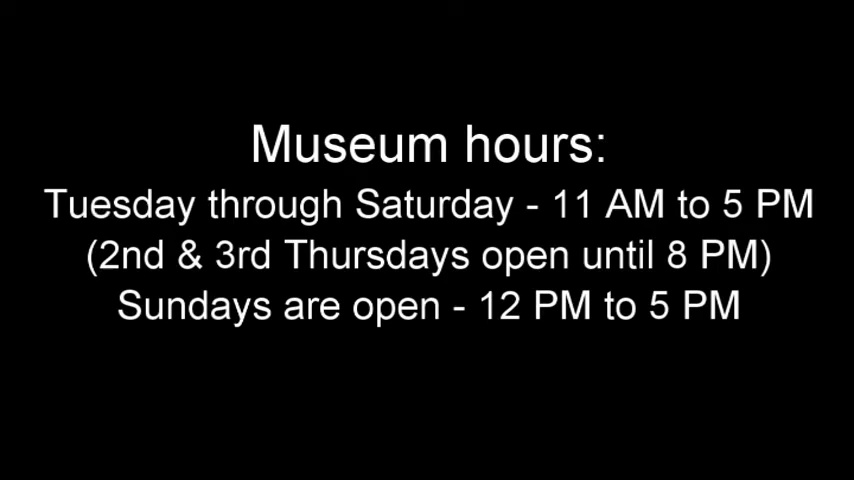 Museum hours:
Tuesday through Saturday - 11 AM to 5 PM
(2nd & 3rd Thursdays open until 8 PM)
Sundays are open - 12 PM to 5 PM